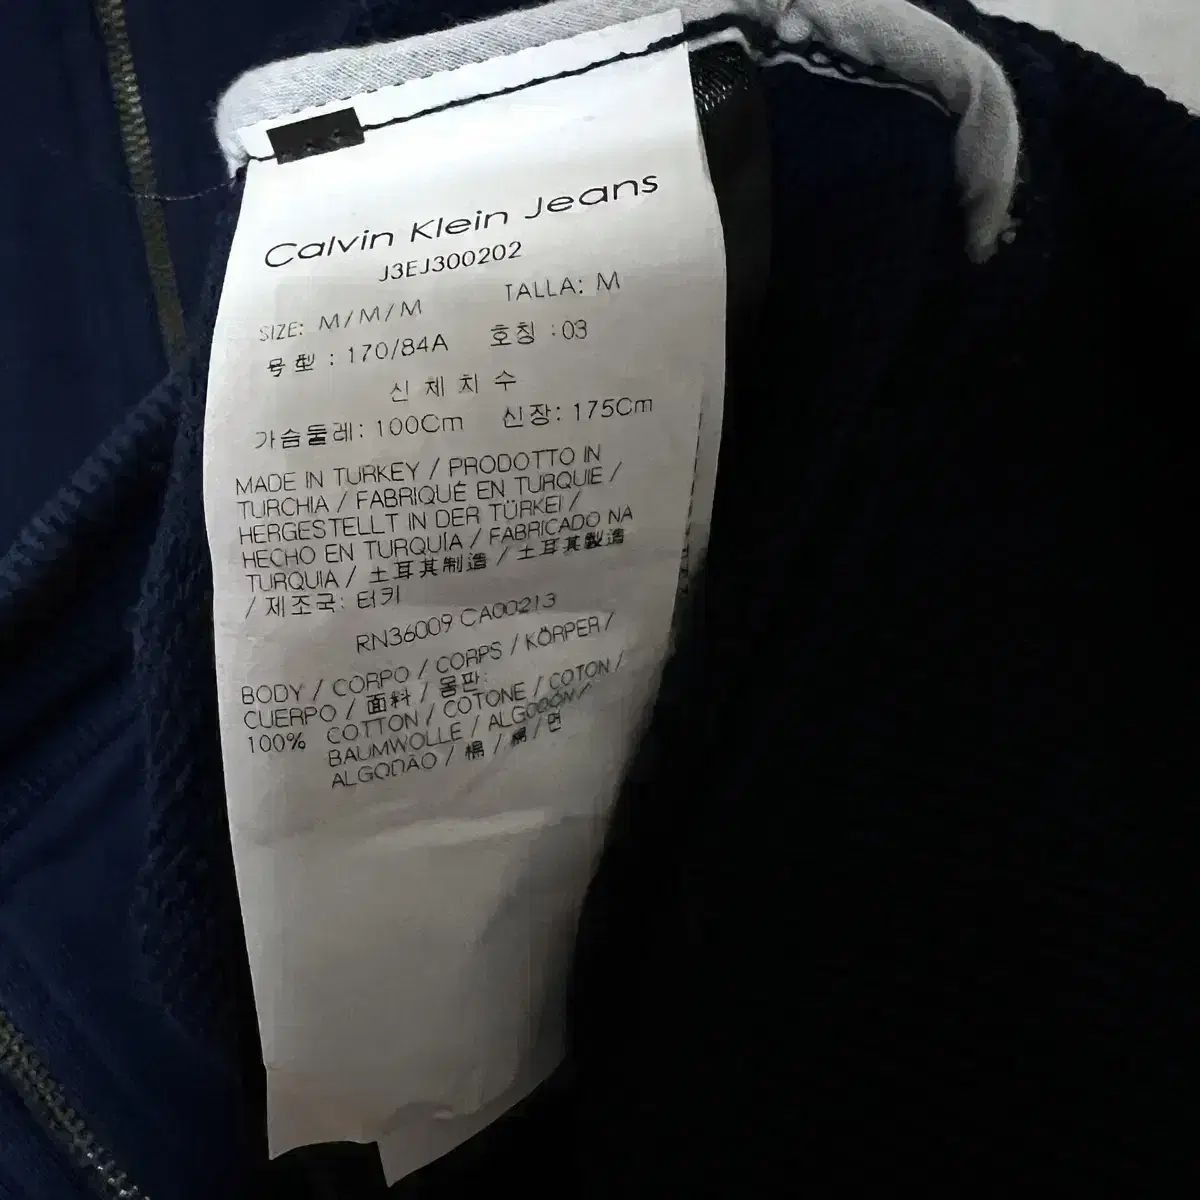 Calvin Klein Jeans
J3EJ300202
SIZE: M/M/M TALLA: M
号型 : 170/84A 호칭 : 03
신체치수
가슴둘레: 100Cm 신장: 175Cm
MADE IN TURKEY / PRODOTTO IN
TURCHIA / FABRIQUÉ EN TURQUIE /
HERGESTELLT IN DER TÜRKEI /
HECHO EN TURQUIA / FABRICADO NA
TURQUIA / 土耳其制造 / 土耳其製造
/ 제조국: 터키
RN36009 CA00213
BODY / CORPO / CORPS / KÖRPER /
CUERPO / 面料 / 몸판:
100% COTTON / COTONE / COTON /
BAUMWOLLE / ALGODÓN /
ALGODÃO / 棉 / 棉 / 면